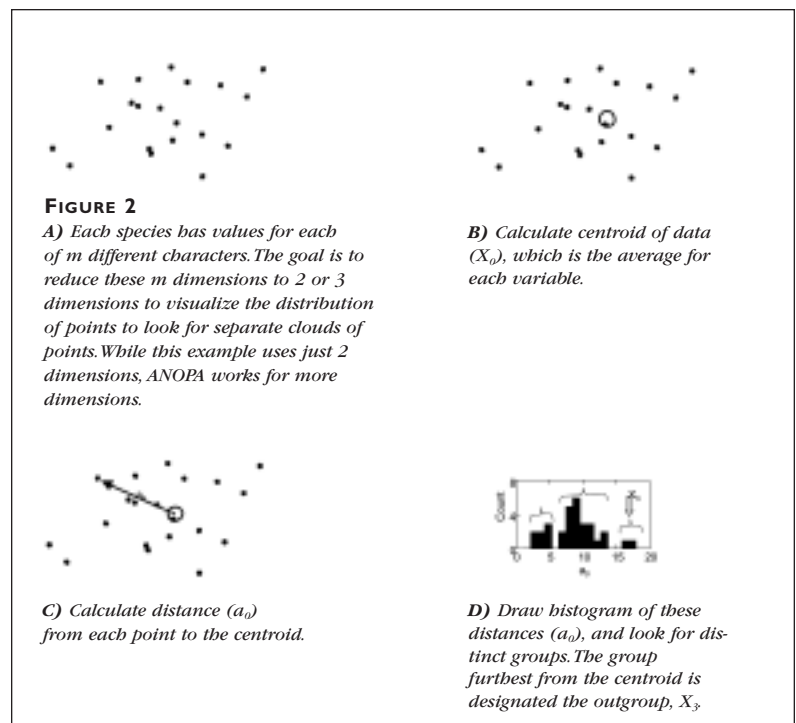 FIGURE 2
A) Each species has values for each
of m different characters. The goal is to
reduce these m dimensions to 2 or 3
dimensions to visualize the distribution
of points to look for separate clouds of
points. While this example uses just 2
dimensions, ANOPA works for more
dimensions.
B) Calculate centroid of data
(X₀), which is the average for
each variable.
C) Calculate distance (a₀)
from each point to the centroid.
Count
0 5 10 15 20
a₀
D) Draw histogram of these
distances (a₀), and look for dis-
tinct groups. The group
furthest from the centroid is
designated the outgroup, X₃.